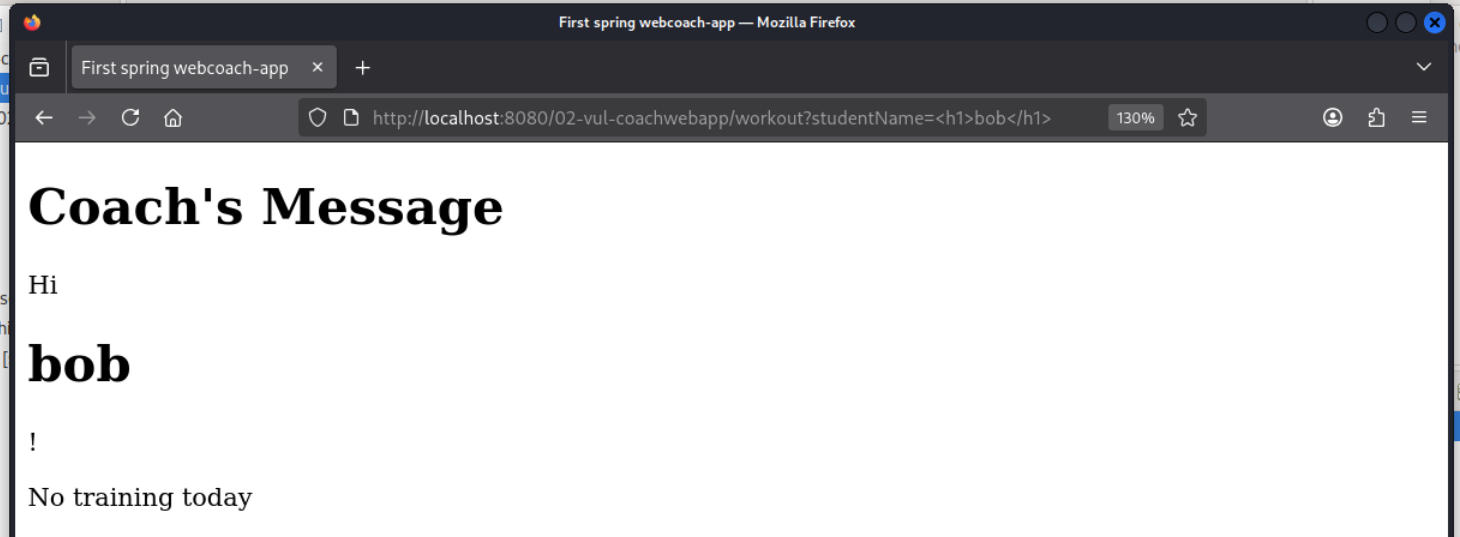 First spring webcoach-app — Mozilla Firefox
First spring webcoach-app
http://localhost:8080/02-vul-coachwebapp/workout?studentName=<h1>bob</h1>
130%
Coach's Message
Hi
bob
!
No training today